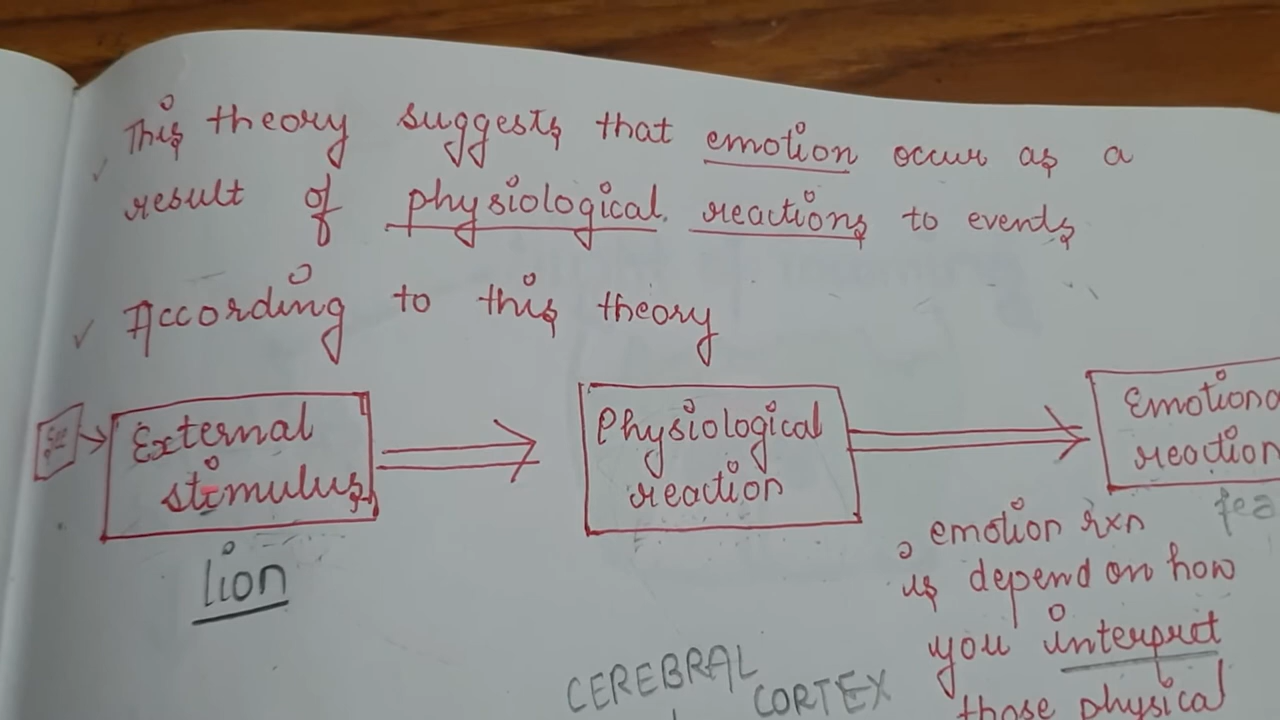 This theory suggests that emotion occur as a
result of physiological reactions to events
According to this theory
External
stimulus
Physiological
reaction
Emotiona
reaction
lion
fea
emotion rxn
is depend on how
you interpret
those physical
CEREBRAL
CORTEX